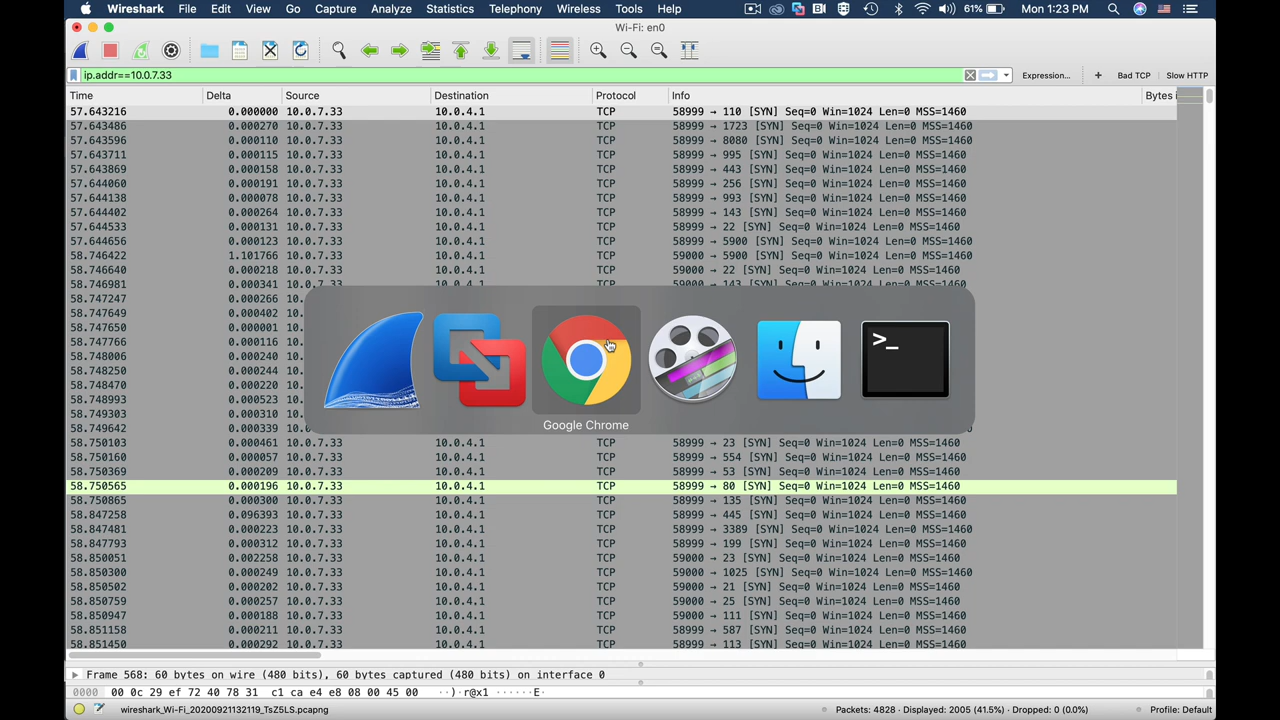 Wireshark File Edit View Go Capture Analyze Statistics Telephony Wireless Tools Help 61% Mon 1:23 PM
Wi-Fi: en0
ip.addr==10.0.7.33 Expression... + Bad TCP Slow HTTP
Time Delta Source Destination Protocol Info Bytes i
57.643216 0.000000 10.0.7.33 10.0.4.1 TCP 58999 → 110 [SYN] Seq=0 Win=1024 Len=0 MSS=1460
57.643486 0.000270 10.0.7.33 10.0.4.1 TCP 58999 → 1723 [SYN] Seq=0 Win=1024 Len=0 MSS=1460
57.643596 0.000110 10.0.7.33 10.0.4.1 TCP 58999 → 8080 [SYN] Seq=0 Win=1024 Len=0 MSS=1460
57.643711 0.000115 10.0.7.33 10.0.4.1 TCP 58999 → 995 [SYN] Seq=0 Win=1024 Len=0 MSS=1460
57.643869 0.000158 10.0.7.33 10.0.4.1 TCP 58999 → 443 [SYN] Seq=0 Win=1024 Len=0 MSS=1460
57.644060 0.000191 10.0.7.33 10.0.4.1 TCP 58999 → 256 [SYN] Seq=0 Win=1024 Len=0 MSS=1460
57.644138 0.000078 10.0.7.33 10.0.4.1 TCP 58999 → 993 [SYN] Seq=0 Win=1024 Len=0 MSS=1460
57.644402 0.000264 10.0.7.33 10.0.4.1 TCP 58999 → 143 [SYN] Seq=0 Win=1024 Len=0 MSS=1460
57.644533 0.000131 10.0.7.33 10.0.4.1 TCP 58999 → 22 [SYN] Seq=0 Win=1024 Len=0 MSS=1460
57.644656 0.000123 10.0.7.33 10.0.4.1 TCP 58999 → 5900 [SYN] Seq=0 Win=1024 Len=0 MSS=1460
58.746422 1.101766 10.0.7.33 10.0.4.1 TCP 59000 → 5900 [SYN] Seq=0 Win=1024 Len=0 MSS=1460
58.746640 0.000218 10.0.7.33 10.0.4.1 TCP 59000 → 22 [SYN] Seq=0 Win=1024 Len=0 MSS=1460
58.746981 0.000341 10.0.7.33 10.0.4.1 TCP 59000 → 143 [SYN] Seq=0 Win=1024 Len=0 MSS=1460
58.747247 0.000266 10.
58.747649 0.000402 10.
58.747650 0.000001 10.
58.747766 0.000116 10.
58.748006 0.000240 10.
58.748250 0.000244 10.
58.748470 0.000220 10.
58.748993 0.000523 10.
58.749303 0.000310 10.
58.749642 0.000339 10.
Google Chrome
58.750103 0.000461 10.0.7.33 10.0.4.1 TCP 58999 → 23 [SYN] Seq=0 Win=1024 Len=0 MSS=1460
58.750160 0.000057 10.0.7.33 10.0.4.1 TCP 58999 → 554 [SYN] Seq=0 Win=1024 Len=0 MSS=1460
58.750369 0.000209 10.0.7.33 10.0.4.1 TCP 58999 → 53 [SYN] Seq=0 Win=1024 Len=0 MSS=1460
58.750565 0.000196 10.0.7.33 10.0.4.1 TCP 58999 → 80 [SYN] Seq=0 Win=1024 Len=0 MSS=1460
58.750865 0.000300 10.0.7.33 10.0.4.1 TCP 58999 → 135 [SYN] Seq=0 Win=1024 Len=0 MSS=1460
58.847258 0.096393 10.0.7.33 10.0.4.1 TCP 58999 → 445 [SYN] Seq=0 Win=1024 Len=0 MSS=1460
58.847481 0.000223 10.0.7.33 10.0.4.1 TCP 58999 → 3389 [SYN] Seq=0 Win=1024 Len=0 MSS=1460
58.847793 0.000312 10.0.7.33 10.0.4.1 TCP 58999 → 199 [SYN] Seq=0 Win=1024 Len=0 MSS=1460
58.850051 0.002258 10.0.7.33 10.0.4.1 TCP 59000 → 23 [SYN] Seq=0 Win=1024 Len=0 MSS=1460
58.850300 0.000249 10.0.7.33 10.0.4.1 TCP 59000 → 1025 [SYN] Seq=0 Win=1024 Len=0 MSS=1460
58.850502 0.000202 10.0.7.33 10.0.4.1 TCP 59000 → 21 [SYN] Seq=0 Win=1024 Len=0 MSS=1460
58.850759 0.000257 10.0.7.33 10.0.4.1 TCP 59000 → 25 [SYN] Seq=0 Win=1024 Len=0 MSS=1460
58.850947 0.000188 10.0.7.33 10.0.4.1 TCP 59000 → 111 [SYN] Seq=0 Win=1024 Len=0 MSS=1460
58.851158 0.000211 10.0.7.33 10.0.4.1 TCP 59000 → 587 [SYN] Seq=0 Win=1024 Len=0 MSS=1460
58.851450 0.000292 10.0.7.33 10.0.4.1 TCP 59000 → 113 [SYN] Seq=0 Win=1024 Len=0 MSS=1460
Frame 568: 60 bytes on wire (480 bits), 60 bytes captured (480 bits) on interface 0
0000 00 0c 29 ef 72 40 78 31 c1 ca e4 e8 08 00 45 00 ··)·r@x1 ······E·
wireshark_Wi-Fi_20200921132119_TsZ5LS.pcapng Packets: 4828 · Displayed: 2005 (41.5%) · Dropped: 0 (0.0%) Profile: Default